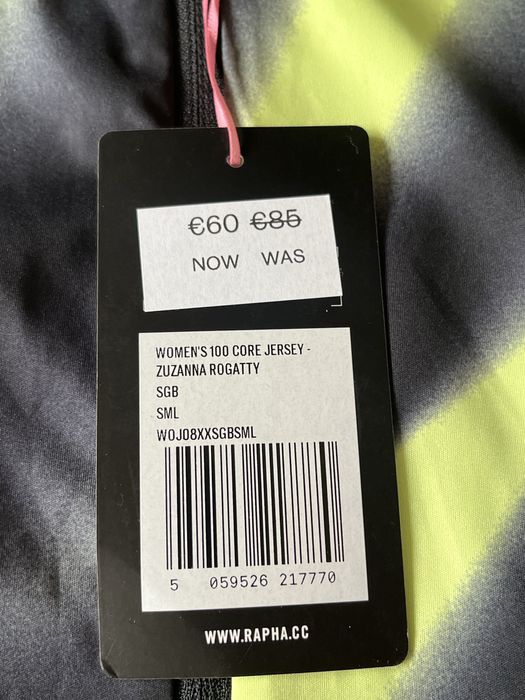 €60 €85
NOW WAS
WOMEN'S 100 CORE JERSEY -
ZUZANNA ROGATTY
SGB
SML
WOJ08XXSGBSML
5 059526 217770
WWW.RAPHA.CC